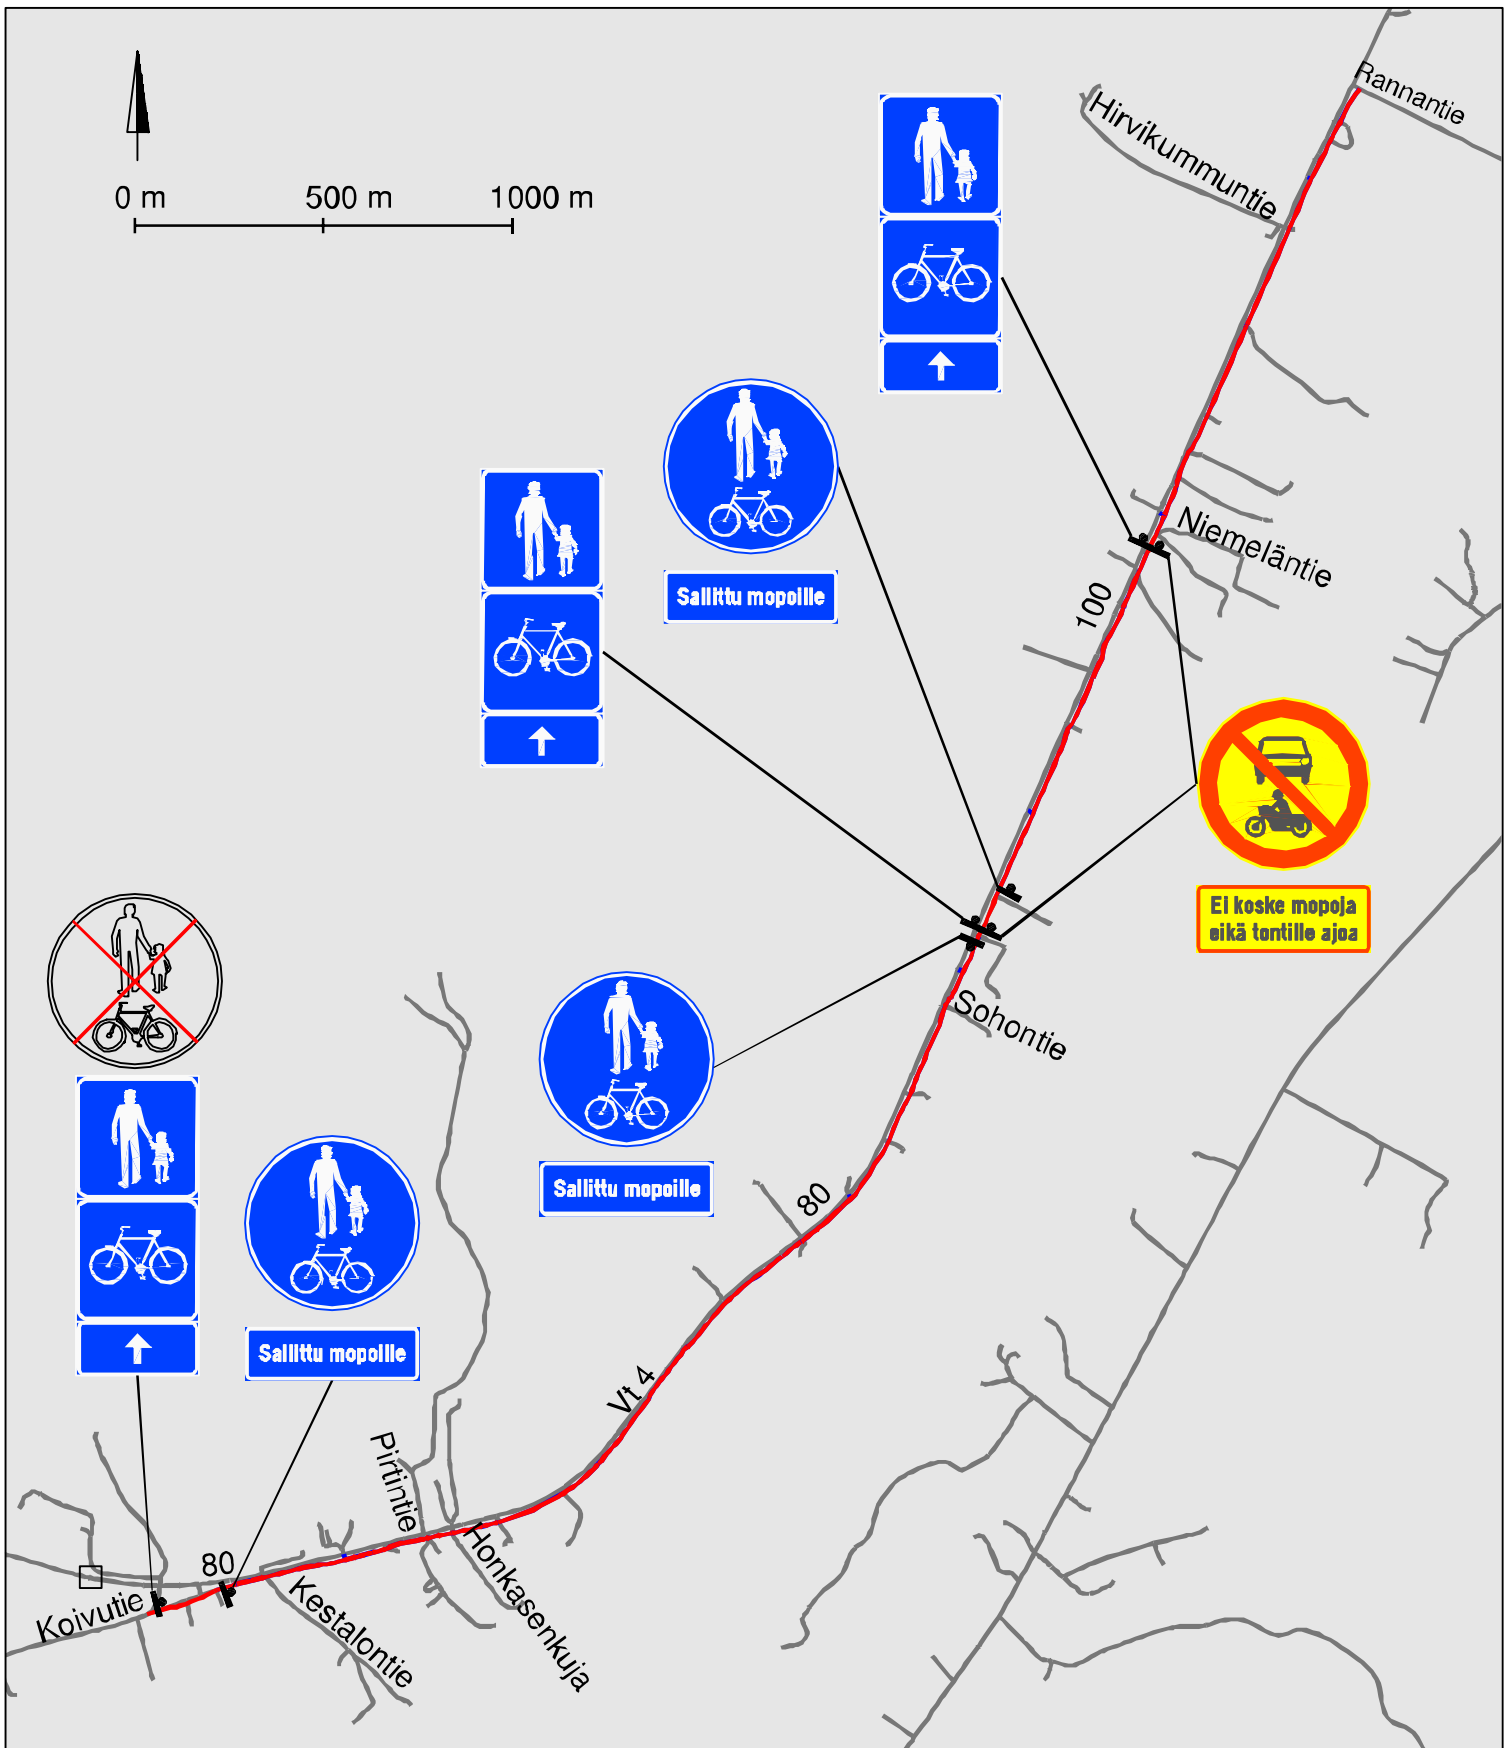 Rannantie
Hirvikummuntie
0 m 500 m 1000 m
Niemeläntie
Sallittu mopoille
100
Ei koske mopoja
eikä tontille ajoa
Sohontie
Sallittu mopoille
80
Sallittu mopoille
Vt 4
Pirtintie
Honkasenkuja
80
Koivutie
Kestalontie